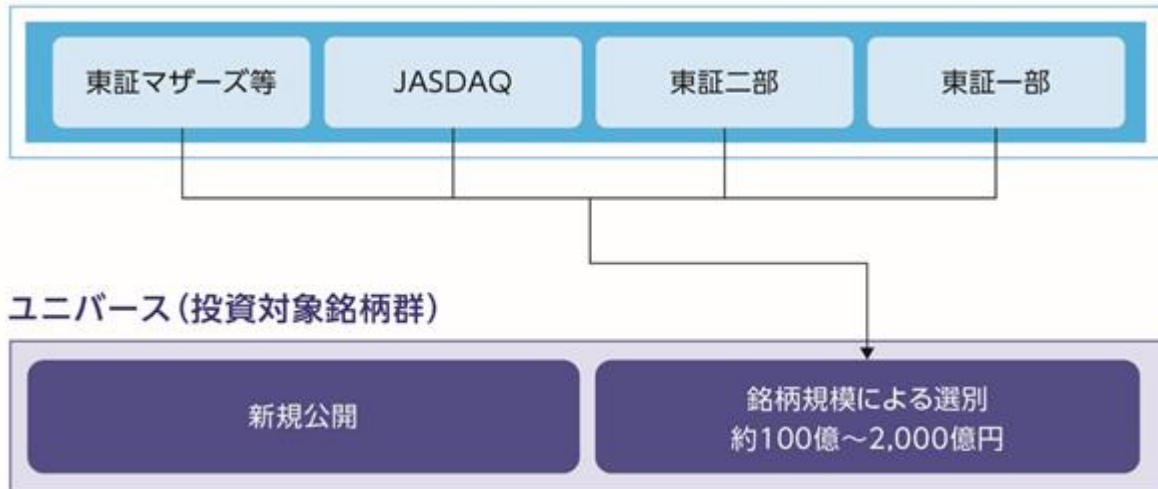 東証マザーズ等
JASDAQ
東証二部
東証一部
ユニバース（投資対象銘柄群）
新規公開
銘柄規模による選別
約100億～2,000億円